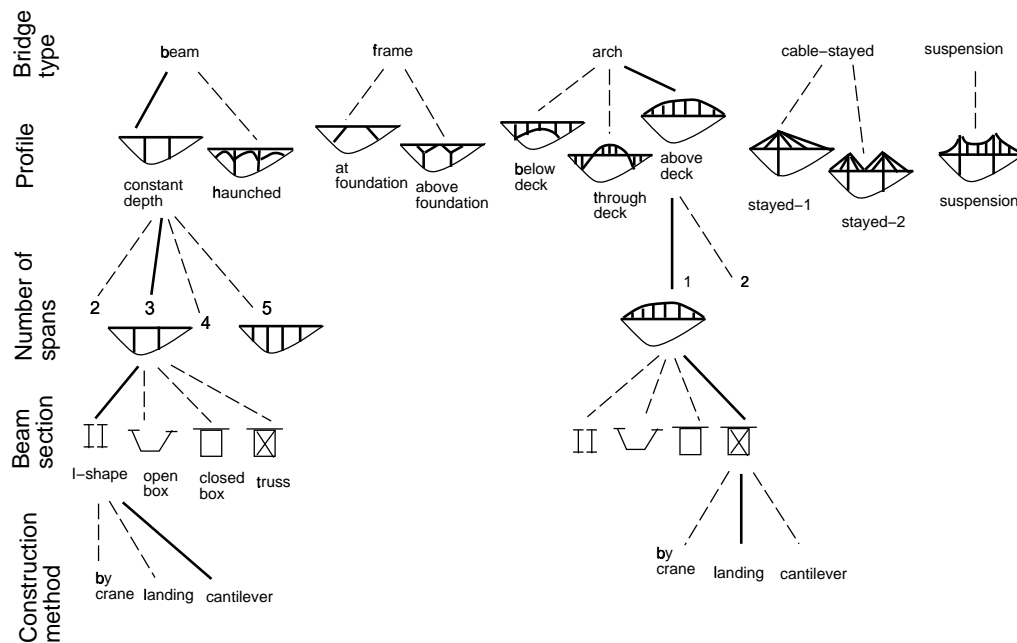 Bridge
type
beam
frame
arch
cable-stayed
suspension
Profile
constant
depth
haunched
at
foundation
above
foundation
below
deck
through
deck
above
deck
stayed-1
stayed-2
suspension
Number of
spans
2
3
4
5
1
2
Beam
section
I-shape
open
box
closed
box
truss
Construction
method
by
crane
landing
cantilever
by
crane
landing
cantilever